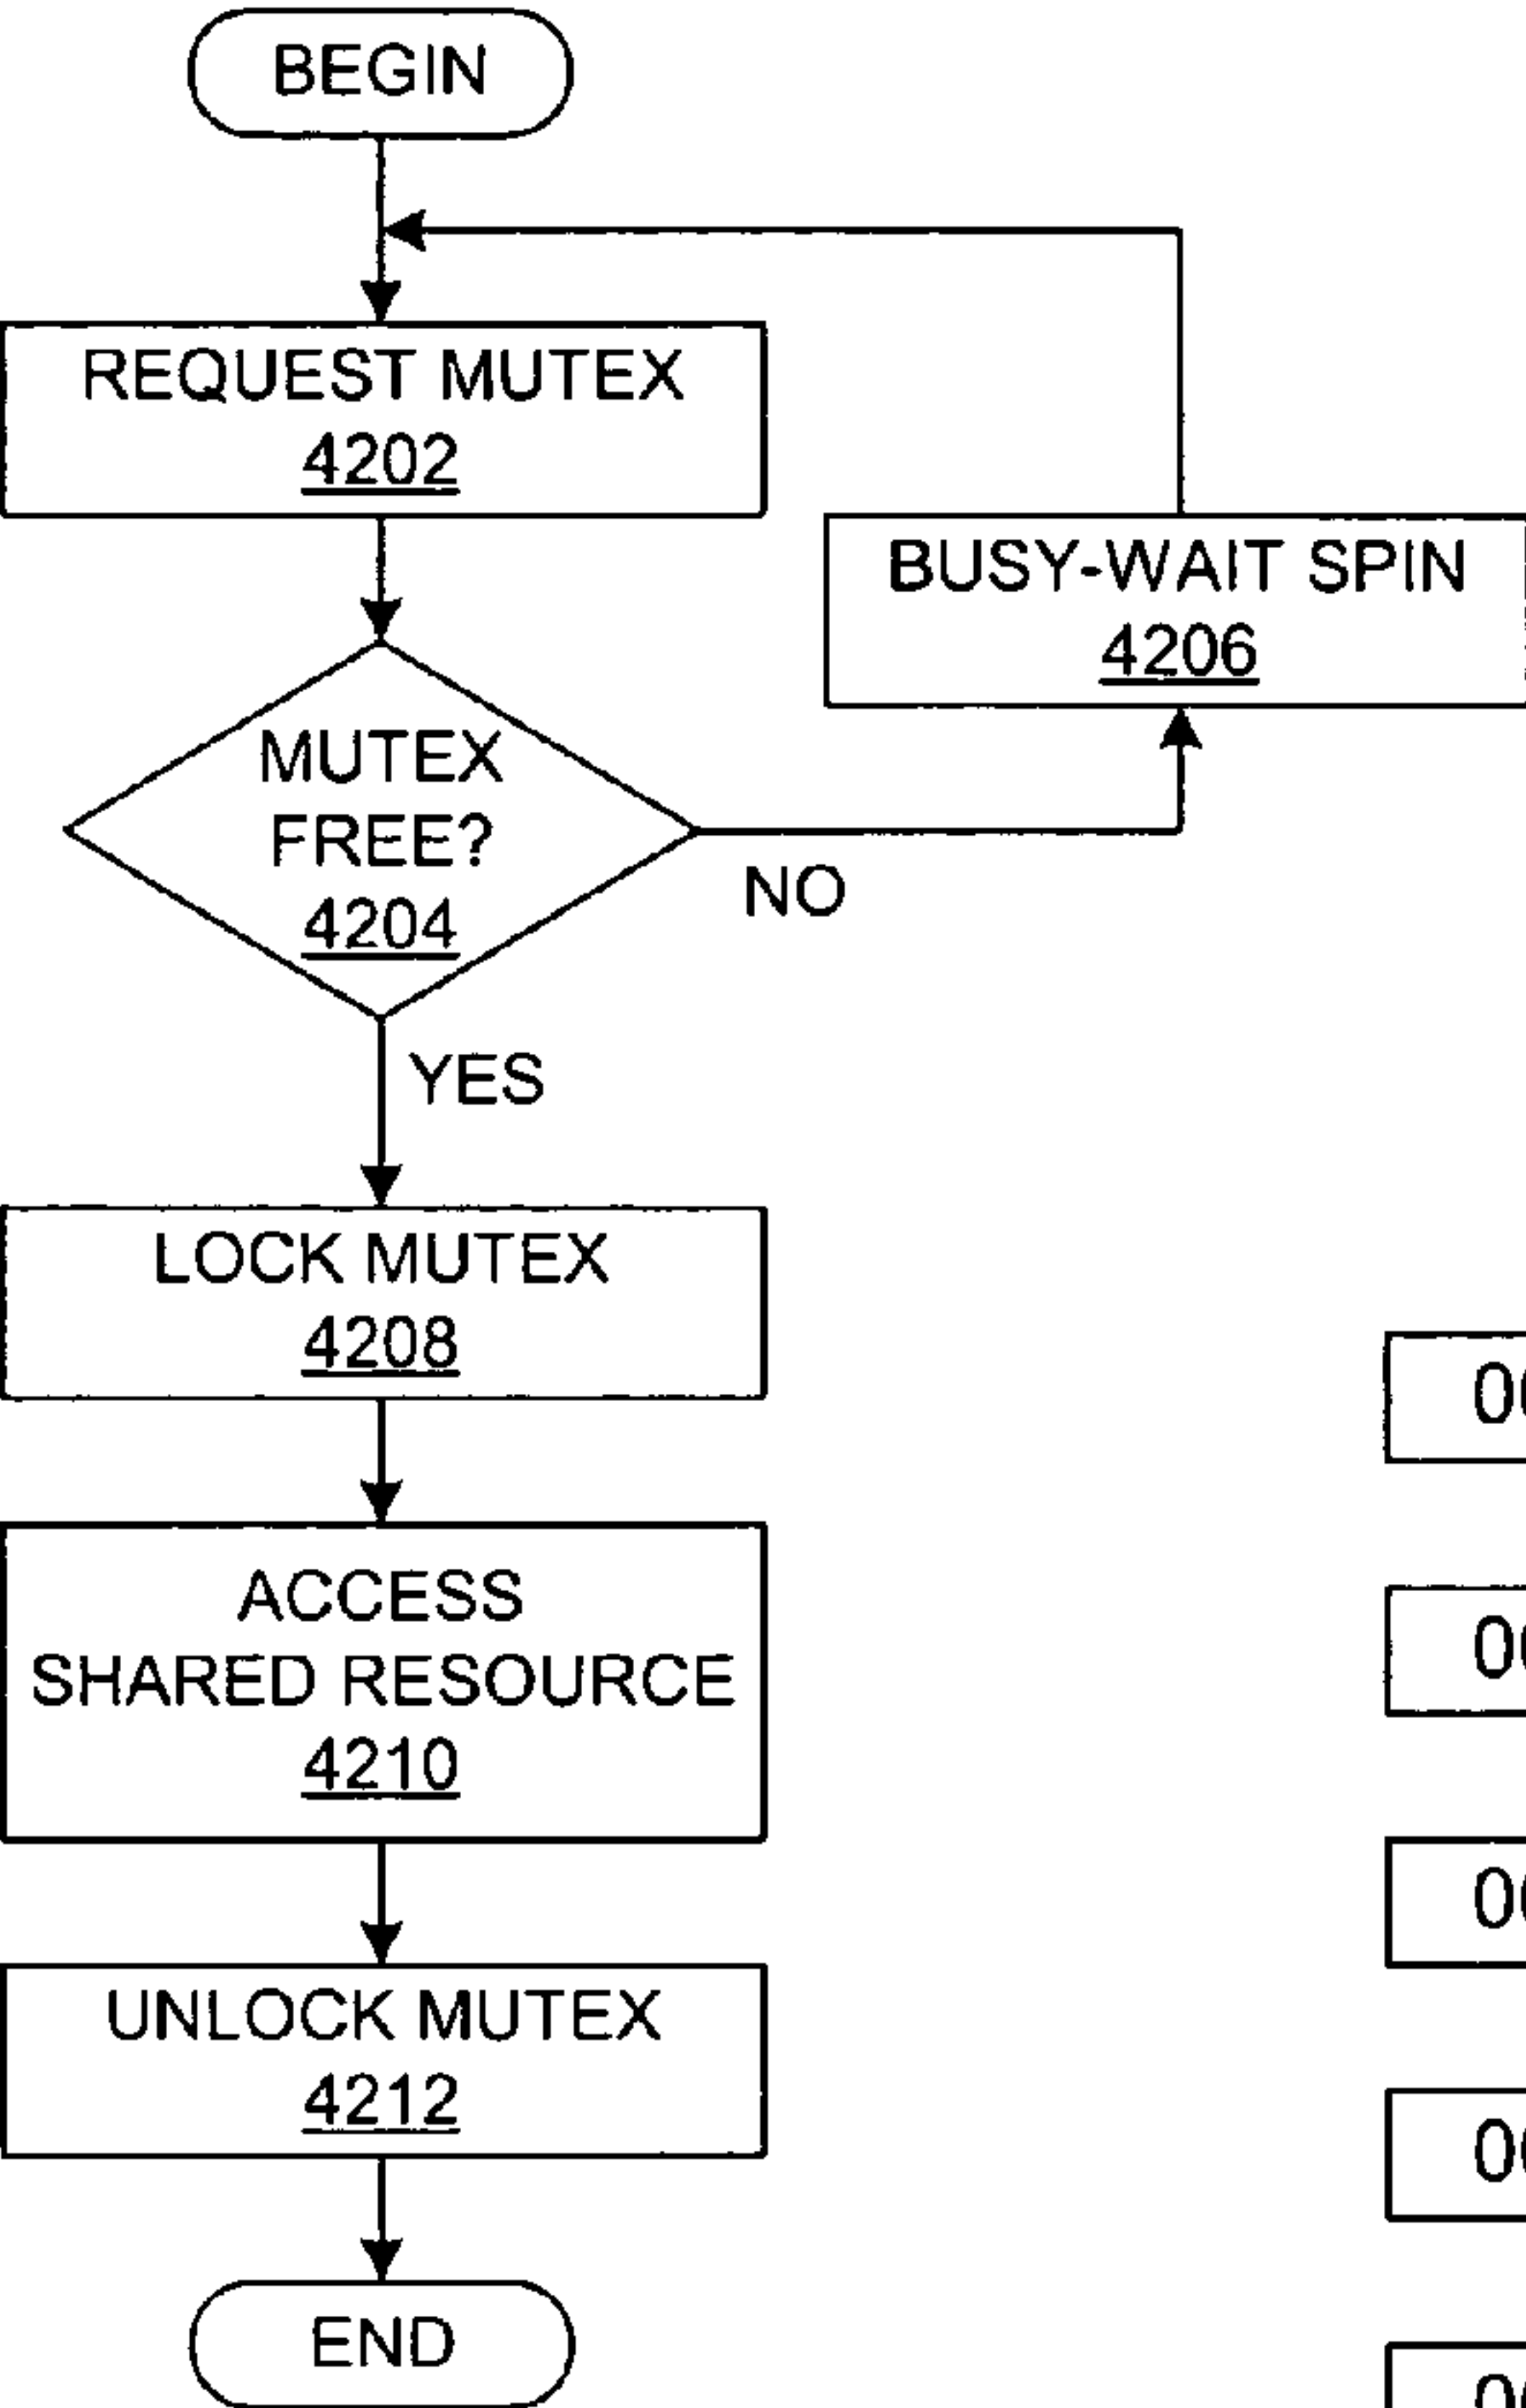 BEGIN
REQUEST MUTEX
4202
BUSY-WAIT SPIN
4206
MUTEX
FREE?
4204
NO
YES
LOCK MUTEX
4208
ACCESS
SHARED RESOURCE
4210
UNLOCK MUTEX
4212
END